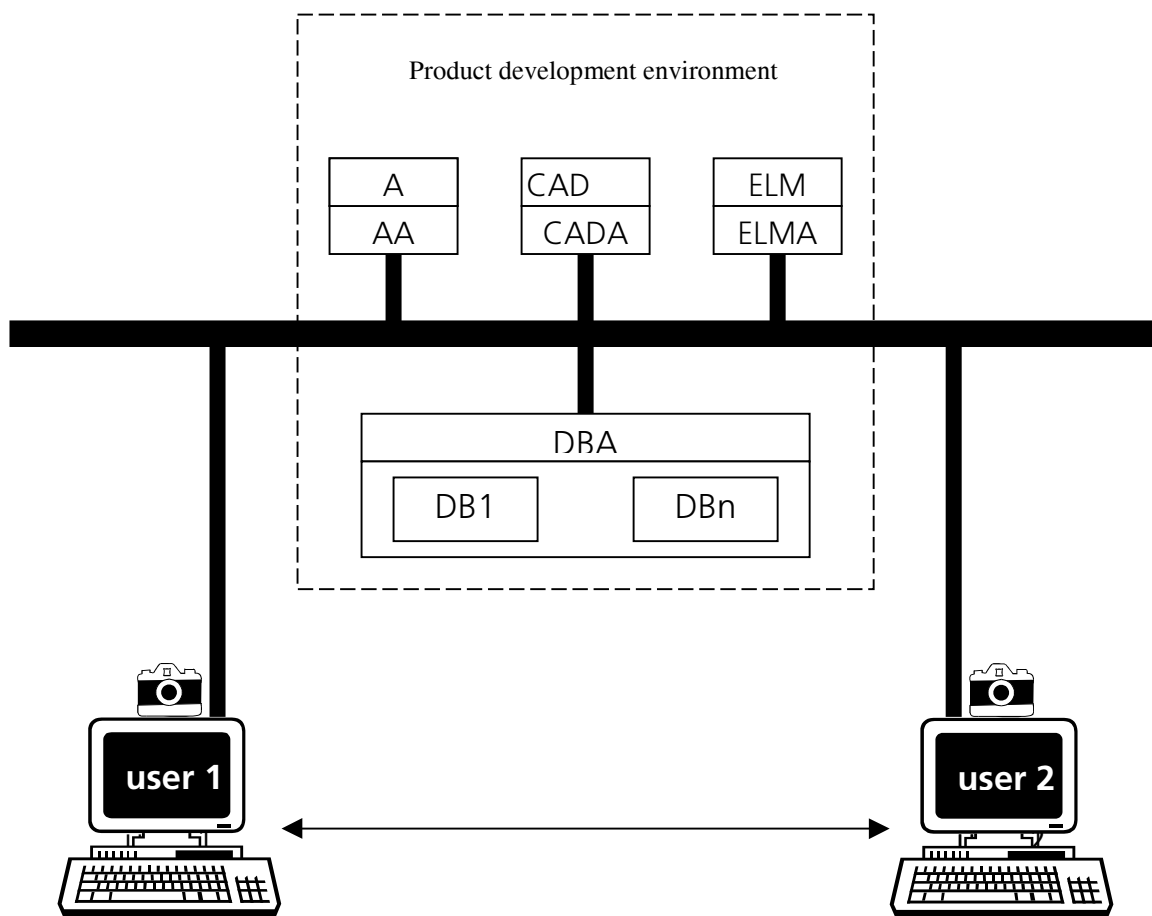 Product development environment
A
CAD
ELM
AA
CADA
ELMA
DBA
DB1
DBn
user 1
user 2